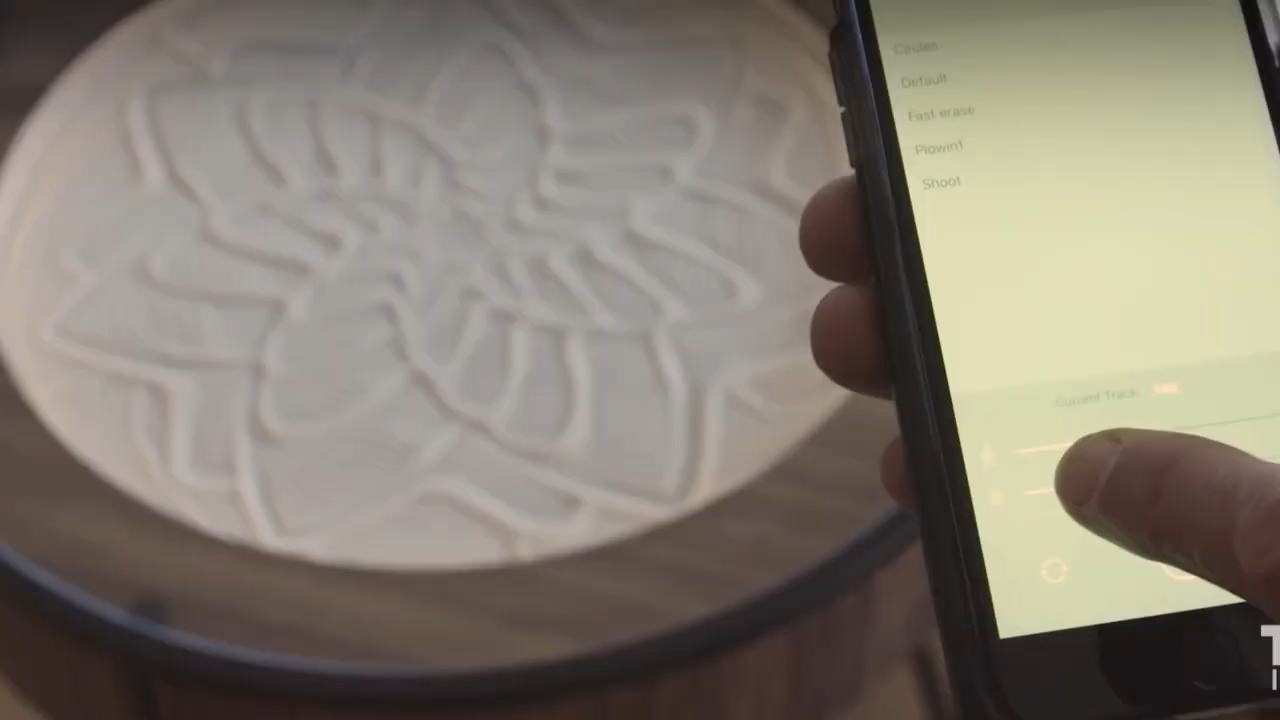 Circles
Default
Fast erase
Plowin1
Shoot
Current Track: